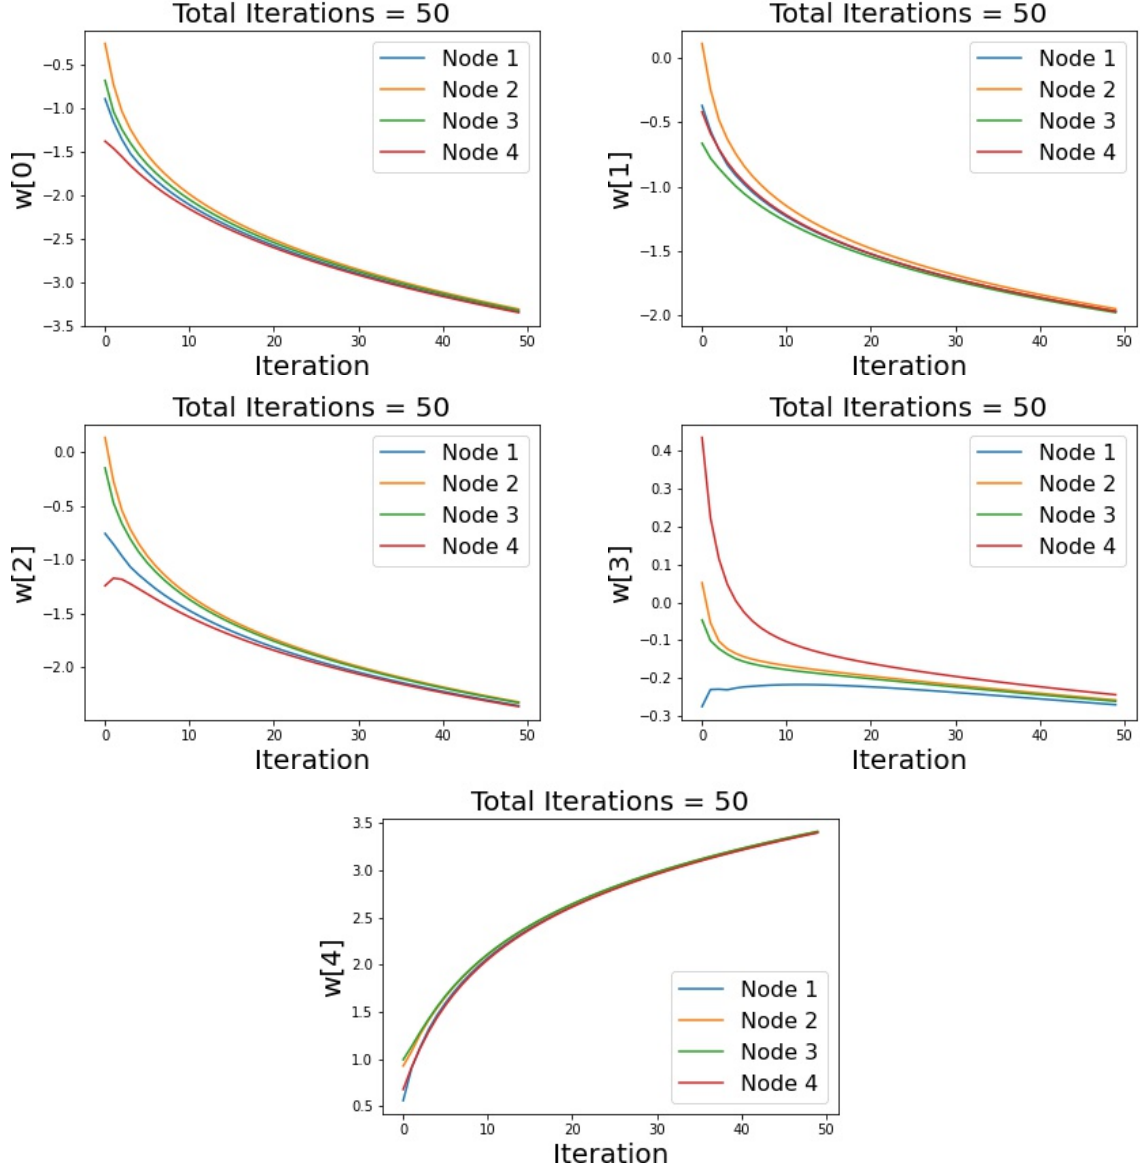 Total Iterations = 50
w[0]
−0.5
−1.0
−1.5
−2.0
−2.5
−3.0
−3.5
Node 1
Node 2
Node 3
Node 4
0 10 20 30 40 50
Iteration
Total Iterations = 50
w[1]
0.0
−0.5
−1.0
−1.5
−2.0
Node 1
Node 2
Node 3
Node 4
0 10 20 30 40 50
Iteration
Total Iterations = 50
w[2]
0.0
−0.5
−1.0
−1.5
−2.0
Node 1
Node 2
Node 3
Node 4
0 10 20 30 40 50
Iteration
Total Iterations = 50
w[3]
0.4
0.3
0.2
0.1
0.0
−0.1
−0.2
−0.3
Node 1
Node 2
Node 3
Node 4
0 10 20 30 40 50
Iteration
Total Iterations = 50
w[4]
3.5
3.0
2.5
2.0
1.5
1.0
0.5
Node 1
Node 2
Node 3
Node 4
0 10 20 30 40 50
Iteration